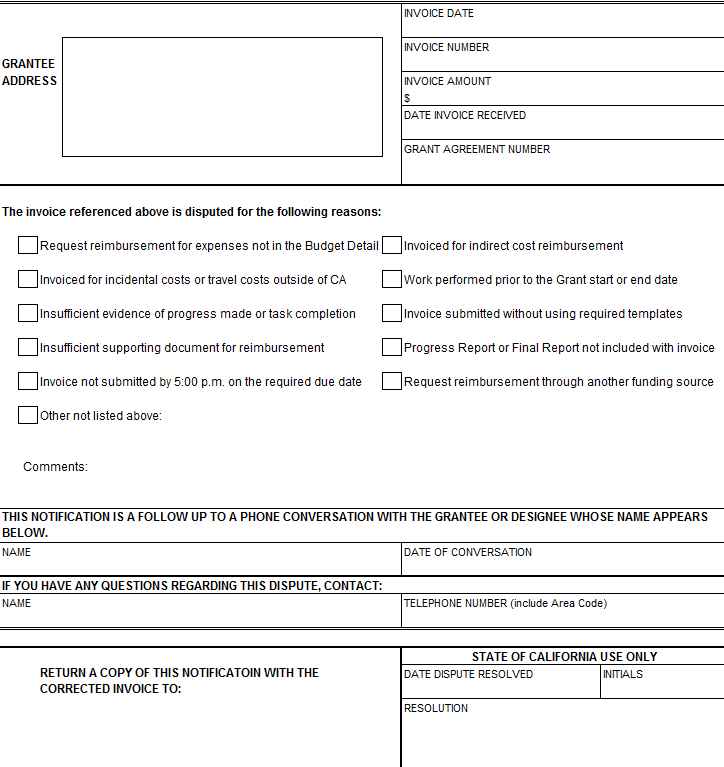 INVOICE DATE
INVOICE NUMBER
GRANTEE
ADDRESS
INVOICE AMOUNT
$
DATE INVOICE RECEIVED
GRANT AGREEMENT NUMBER
The invoice referenced above is disputed for the following reasons:
Request reimbursement for expenses not in the Budget Detail
Invoiced for indirect cost reimbursement
Invoiced for incidental costs or travel costs outside of CA
Work performed prior to the Grant start or end date
Insufficient evidence of progress made or task completion
Invoice submitted without using required templates
Insufficient supporting document for reimbursement
Progress Report or Final Report not included with invoice
Invoice not submitted by 5:00 p.m. on the required due date
Request reimbursement through another funding source
Other not listed above:
Comments:
THIS NOTIFICATION IS A FOLLOW UP TO A PHONE CONVERSATION WITH THE GRANTEE OR DESIGNEE WHOSE NAME APPEARS
BELOW.
NAME
DATE OF CONVERSATION
IF YOU HAVE ANY QUESTIONS REGARDING THIS DISPUTE, CONTACT:
NAME
TELEPHONE NUMBER (include Area Code)
RETURN A COPY OF THIS NOTIFICATOIN WITH THE
CORRECTED INVOICE TO:
STATE OF CALIFORNIA USE ONLY
DATE DISPUTE RESOLVED
INITIALS
RESOLUTION